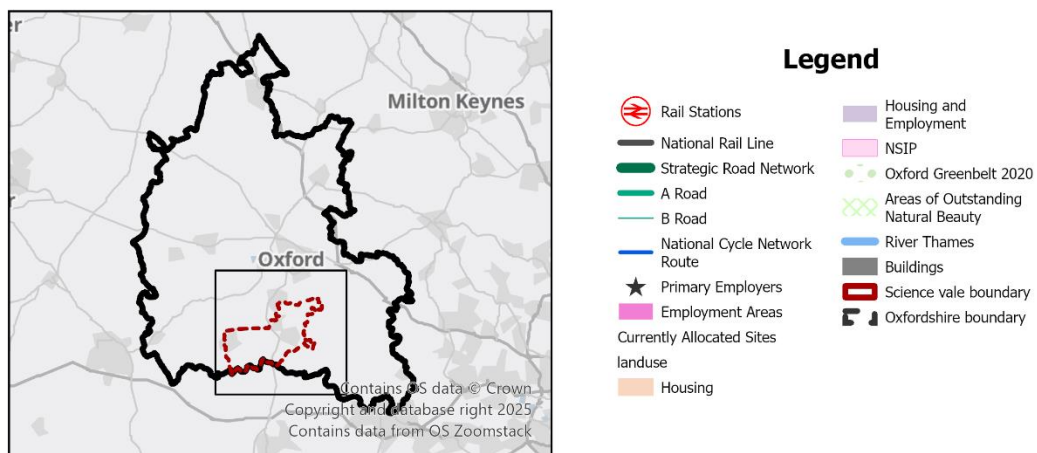 er
Milton Keynes
Oxford
Contains OS data © Crown
Copyright and database right 2025
Contains data from OS Zoomstack
Legend
Rail Stations
National Rail Line
Strategic Road Network
A Road
B Road
National Cycle Network
Route
Primary Employers
Employment Areas
Currently Allocated Sites
landuse
Housing
Housing and
Employment
NSIP
Oxford Greenbelt 2020
Areas of Outstanding
Natural Beauty
River Thames
Buildings
Science vale boundary
Oxfordshire boundary